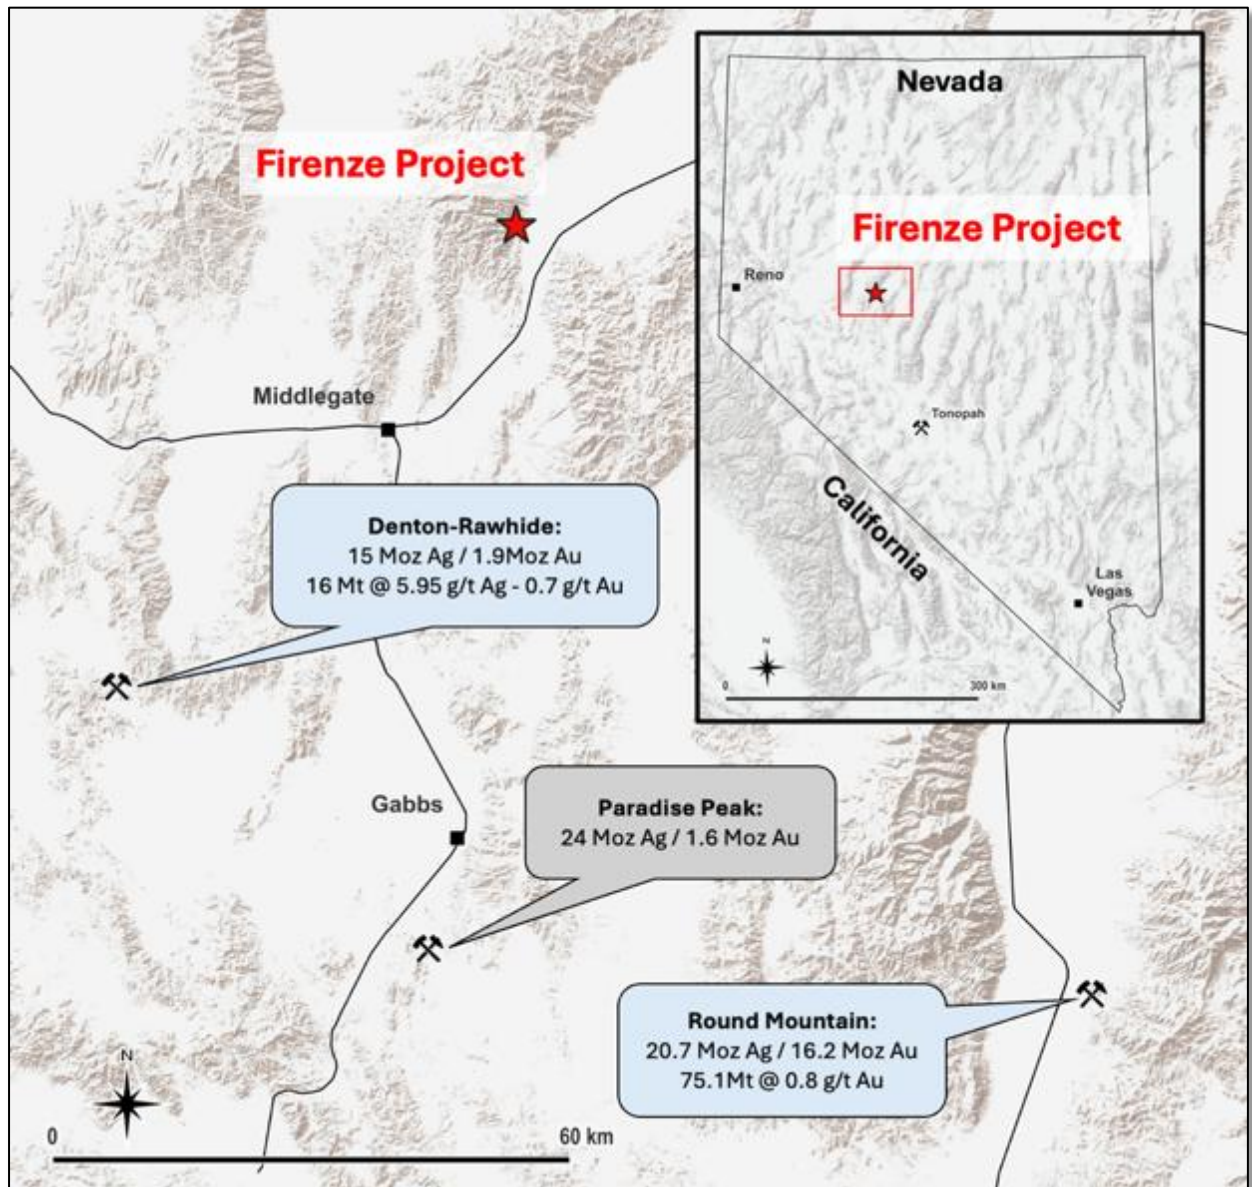 Firenze Project
Middlegate
Denton-Rawhide:
15 Moz Ag / 1.9Moz Au
16 Mt @ 5.95 g/t Ag - 0.7 g/t Au
Gabbs
Paradise Peak:
24 Moz Ag / 1.6 Moz Au
Round Mountain:
20.7 Moz Ag / 16.2 Moz Au
75.1Mt @ 0.8 g/t Au
N
0
60 km
Nevada
Firenze Project
Reno
Tonopah
California
Las
Vegas
N
0
300 km